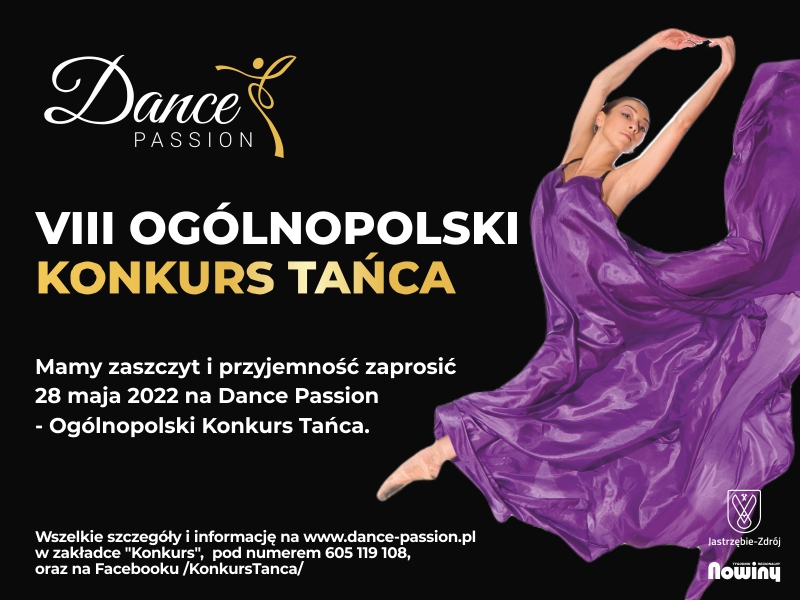 Dance
PASSION
VIII OGÓLNOPOLSKI
KONKURS TAŃCA
Mamy zaszczyt i przyjemność zaprosić
28 maja 2022 na Dance Passion
- Ogólnopolski Konkurs Tańca.
Wszelkie szczegóły i informację na www.dance-passion.pl
w zakładce "Konkurs", pod numerem 605 119 108,
oraz na Facebooku /KonkursTanca/
Jastrzębie-Zdrój
TYGODNIK REGIONALNY
Nowiny